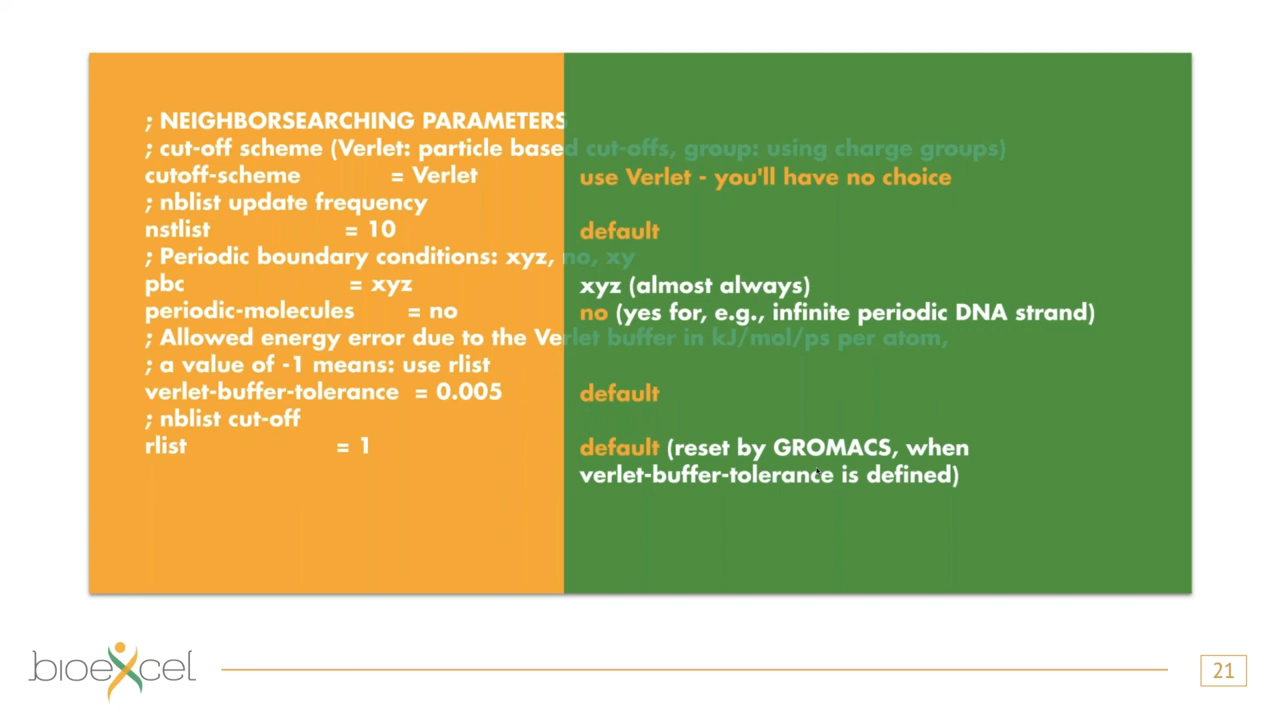 ; NEIGHBORSEARCHING PARAMETERS
; cut-off scheme (Verlet: particle based cut-offs, group: using charge groups)
cutoff-scheme = Verlet
use Verlet - you'll have no choice
; nblist update frequency
nstlist = 10
default
; Periodic boundary conditions: xyz, no, xy
pbc = xyz
xyz (almost always)
periodic-molecules = no
no (yes for, e.g., infinite periodic DNA strand)
; Allowed energy error due to the Verlet buffer in kJ/mol/ps per atom,
; a value of -1 means: use rlist
verlet-buffer-tolerance = 0.005
default
; nblist cut-off
rlist = 1
default (reset by GROMACS, when
verlet-buffer-tolerance is defined)
bioexcel
21